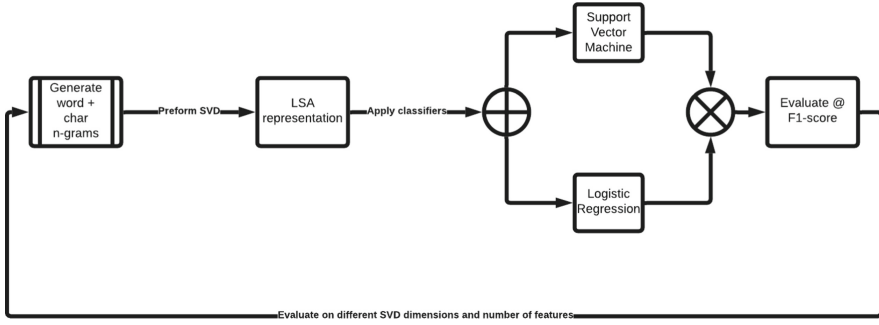 Generate
word +
char
n-grams
Preform SVD
LSA
representation
Apply classifiers
Support
Vector
Machine
Logistic
Regression
Evaluate @
F1-score
Evaluate on different SVD dimensions and number of features